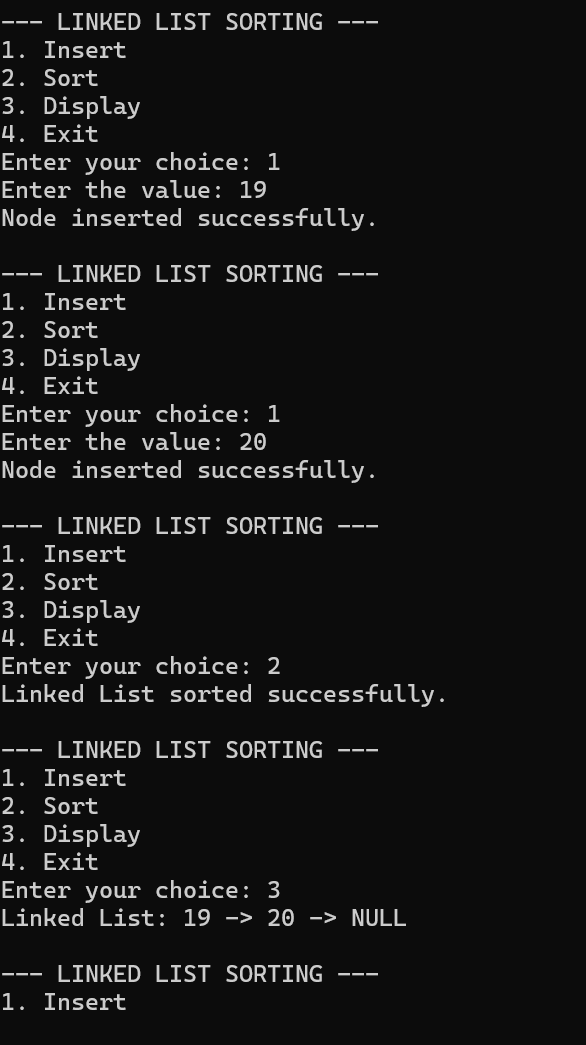 --- LINKED LIST SORTING ---
1. Insert
2. Sort
3. Display
4. Exit
Enter your choice: 1
Enter the value: 19
Node inserted successfully.
--- LINKED LIST SORTING ---
1. Insert
2. Sort
3. Display
4. Exit
Enter your choice: 1
Enter the value: 20
Node inserted successfully.
--- LINKED LIST SORTING ---
1. Insert
2. Sort
3. Display
4. Exit
Enter your choice: 2
Linked List sorted successfully.
--- LINKED LIST SORTING ---
1. Insert
2. Sort
3. Display
4. Exit
Enter your choice: 3
Linked List: 19 -> 20 -> NULL
--- LINKED LIST SORTING ---
1. Insert